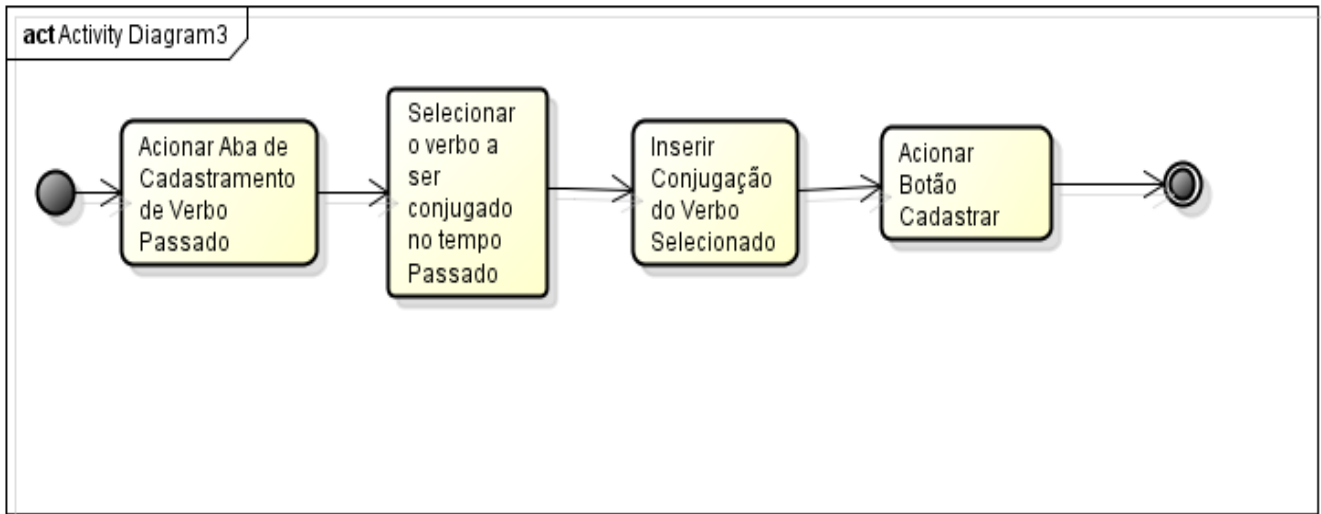 act Activity Diagram3
Acionar Aba de
Cadastramento
de Verbo
Passado
Selecionar
o verbo a
ser
conjugado
no tempo
Passado
Inserir
Conjugação
do Verbo
Selecionado
Acionar
Botão
Cadastrar